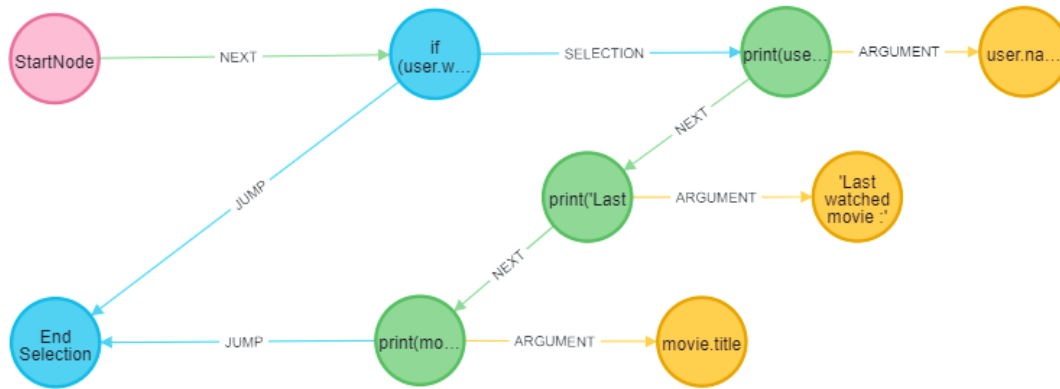 StartNode
NEXT
if
(user.w...
SELECTION
print(use...
ARGUMENT
user.na...
NEXT
JUMP
print("Last
ARGUMENT
'Last
watched
movie :'
NEXT
End
Selection
JUMP
print(mo...
ARGUMENT
movie.title